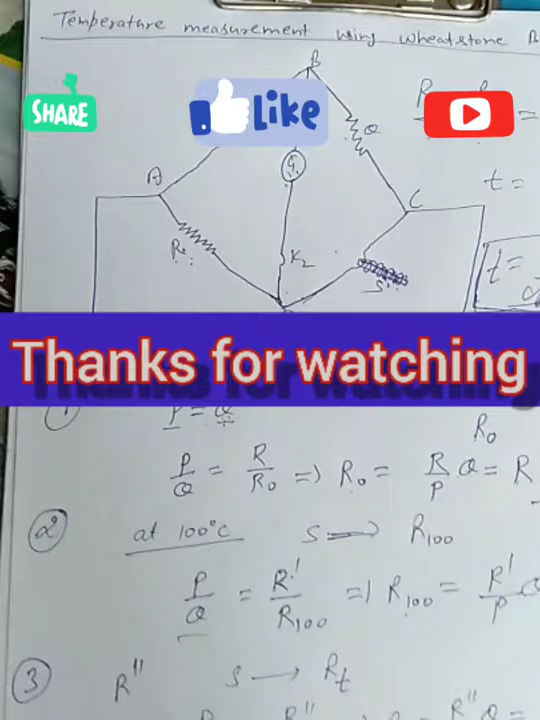 Temperature measurement using wheatstone
B
SHARE
Like
Q
R
=
G
A
C
t =
R
K2
S
t =
Thanks for watching
① P = Q
R0
P/Q = R/R0 => R0 = R/P Q = R
② at 100°C S → R100
P/Q = R'/R100 => R100 = R'/P Q
③ R'' S → Rt
R'' R'' Q =